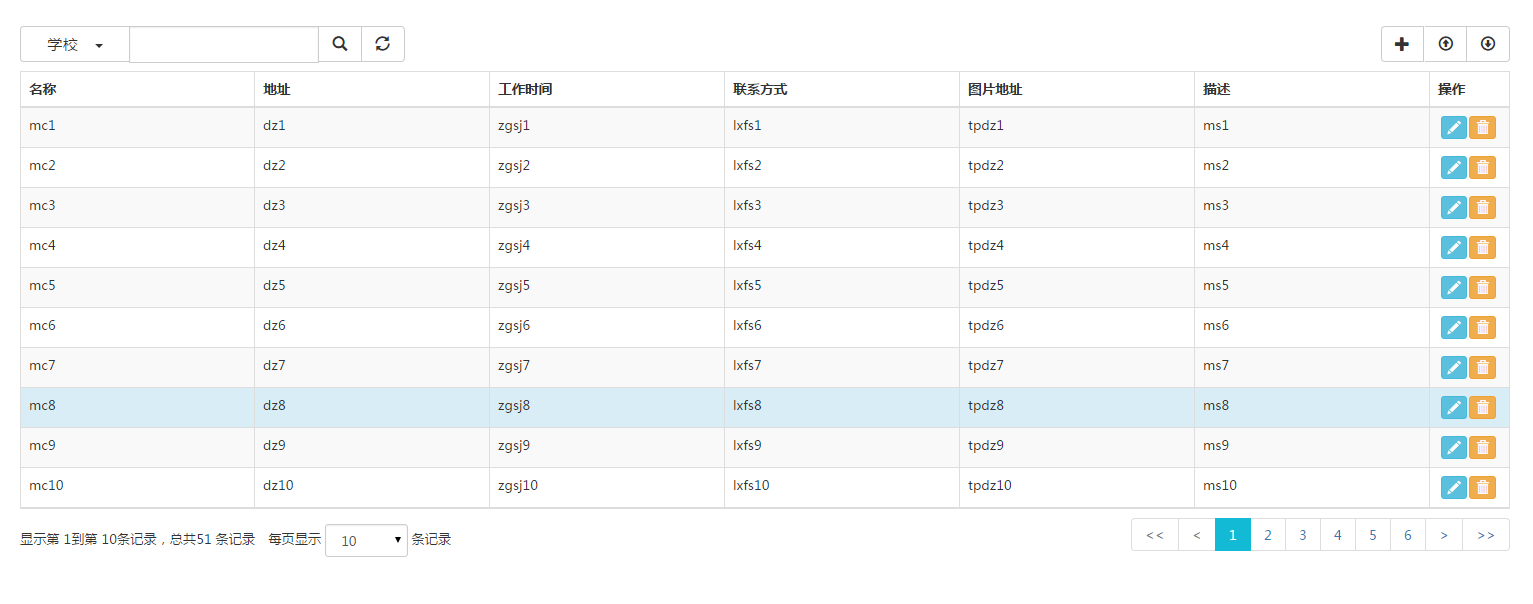 学校
名称 地址 工作时间 联系方式 图片地址 描述 操作
mc1 dz1 zgsj1 lxfs1 tpdz1 ms1
mc2 dz2 zgsj2 lxfs2 tpdz2 ms2
mc3 dz3 zgsj3 lxfs3 tpdz3 ms3
mc4 dz4 zgsj4 lxfs4 tpdz4 ms4
mc5 dz5 zgsj5 lxfs5 tpdz5 ms5
mc6 dz6 zgsj6 lxfs6 tpdz6 ms6
mc7 dz7 zgsj7 lxfs7 tpdz7 ms7
mc8 dz8 zgsj8 lxfs8 tpdz8 ms8
mc9 dz9 zgsj9 lxfs9 tpdz9 ms9
mc10 dz10 zgsj10 lxfs10 tpdz10 ms10
显示第 1到第 10条记录，总共51 条记录 每页显示 10 条记录 << < 1 2 3 4 5 6 > >>